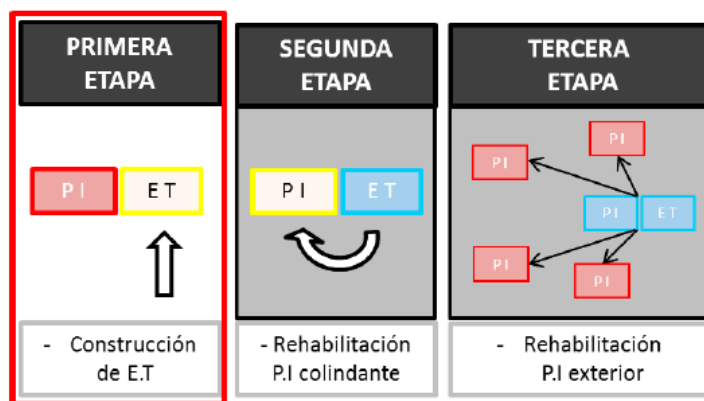 PRIMERA
ETAPA
P I
E T
- Construcción
de E.T
SEGUNDA
ETAPA
P I
E T
- Rehabilitación
P.I colindante
TERCERA
ETAPA
P I
P I
P I
E T
P I
P I
- Rehabilitación
P.I exterior